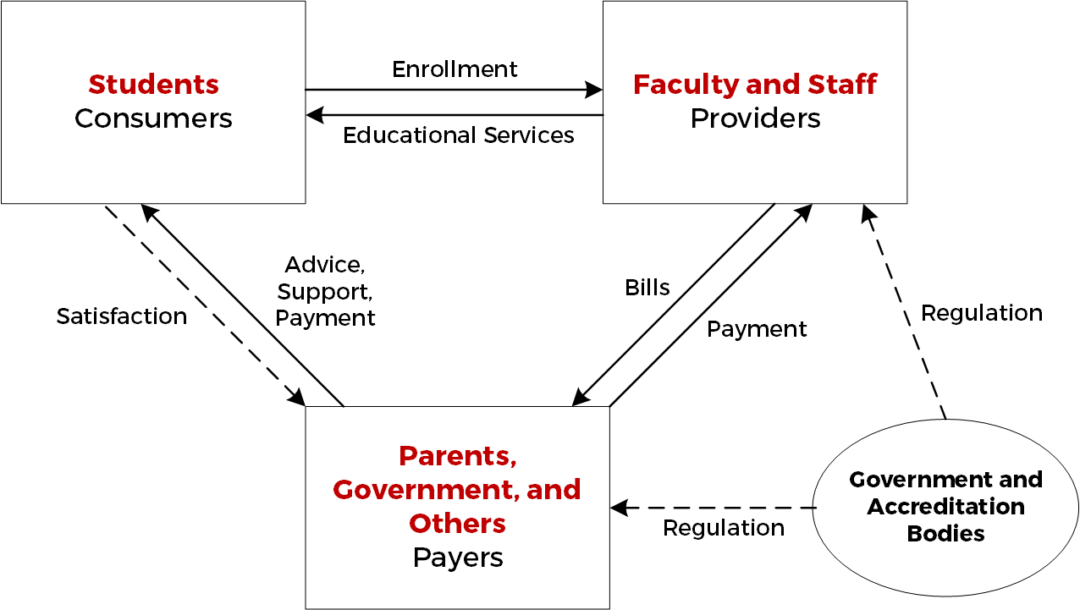 Students
Consumers
Enrollment
Educational Services
Faculty and Staff
Providers
Satisfaction
Advice,
Support,
Payment
Bills
Payment
Regulation
Parents,
Government, and
Others
Payers
Regulation
Government and
Accreditation
Bodies